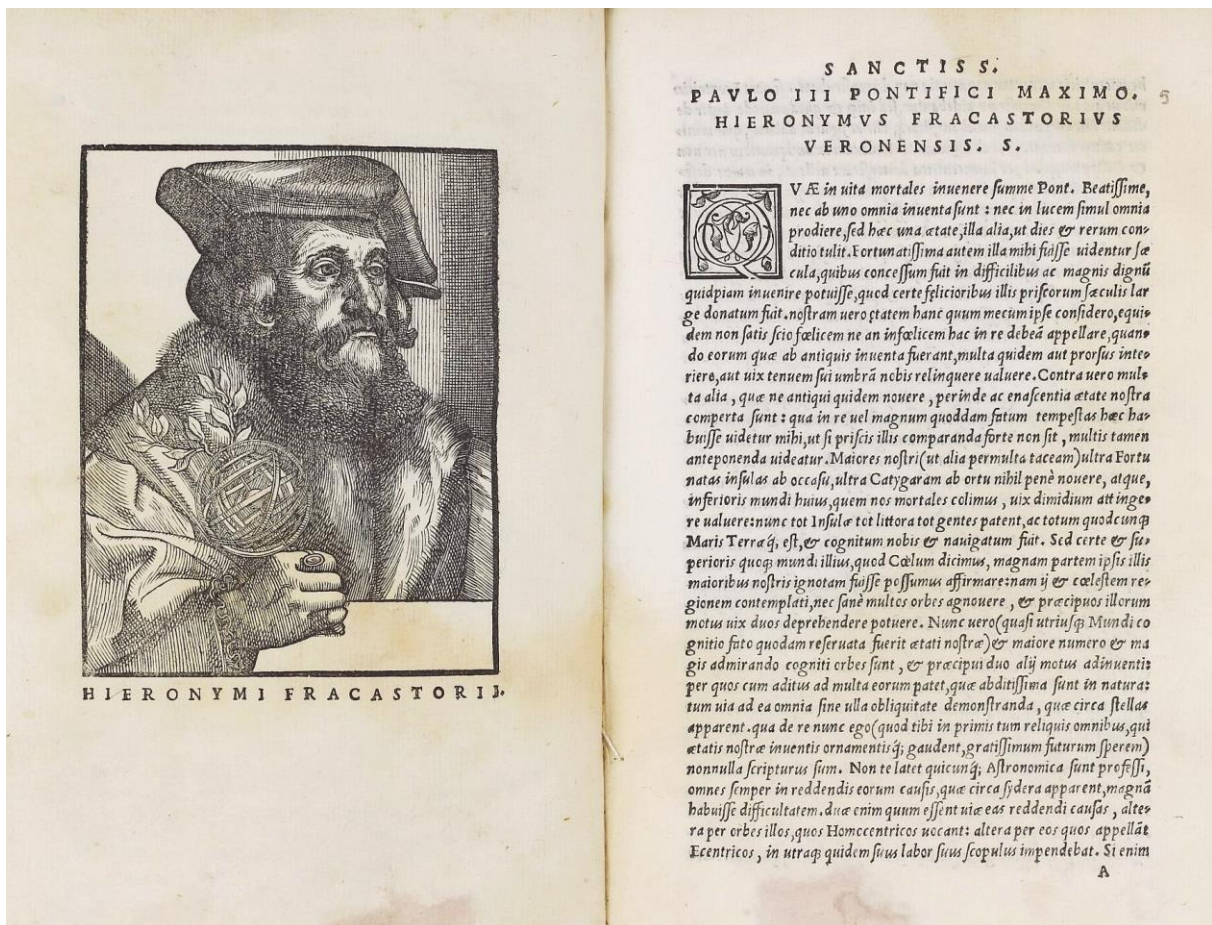 HIERONYMI FRACASTORII.
SANCTISS.
PAVLO III PONTIFICI MAXIMO.
HIERONYMVS FRACASTORIVS
VERONENSIS. S.
5
QVÆ in uita mortales inuenere ſumme Pont. Beatiſſime,
nec ab uno omnia inuenta ſunt : nec in lucem ſimul omnia
prodiere, ſed hæc una ætate, illa alia, ut dies & rerum con-
ditio tulit. Fortunatiſſima autem illa mihi fuiſſe uidentur ſæ
cula, quibus conceſſum fuit in difficilibus ac magnis dignũ
quidpiam inuenire potuiſſe, quod certe fęlicioribus illis priſcorum ſæculis lar
ge donatum fuit. noſtram uero ętatem hanc quum mecum ipſe conſidero, equi-
dem non ſatis ſcio fœlicem ne an infœlicem hac in re debeã appellare, quan-
do eorum quæ ab antiquis inuenta fuerant, multa quidem aut prorſus inte-
riere, aut uix tenuem ſui umbrã nobis relinquere ualuere. Contra uero mul-
ta alia , quæ ne antiqui quidem nouere , perinde ac enaſcentia ætate noſtra
comperta ſunt : qua in re uel magnum quoddam fatum tempeſtas hæc ha-
buiſſe uidetur mihi, ut ſi priſcis illis comparanda forte non ſit , multis tamen
anteponenda uideatur. Maiores noſtri (ut alia permulta taceam) ultra Fortu
natas inſulas ab occaſu, ultra Catygaram ab ortu nihil penè nouere, atque,
inferioris mundi huius, quem nos mortales colimus , uix dimidium attinge-
re ualuere: nunc tot Inſulæ tot littora tot gentes patent, ac totum quodcunq;
Maris Terræq́, eſt, & cognitum nobis & nauigatum fuit. Sed certe & ſu-
perioris quoq; mundi illius, quod Cœlum dicimus, magnam partem ipſis illis
maioribus noſtris ignotam fuiſſe poſſumus affirmare: nam ij & cœleſtem re-
gionem contemplati, nec ſanè multos orbes agnouere , & præcipuos illorum
motus uix duos deprehendere potuere. Nunc uero (quaſi utriuſq; Mundi co
gnitio fato quodam reſeruata fuerit ætati noſtræ) & maiore numero & ma
gis admirando cogniti orbes ſunt , & præcipui duo alij motus adinuenti:
per quos cum aditus ad multa eorum patet, quæ abditiſſima ſunt in natura:
tum uia ad ea omnia ſine ulla obliquitate demonſtranda , quæ circa ſtellas
apparent. qua de re nunc ego (quod tibi in primis tum reliquis omnibus, qui
ætatis noſtræ inuentis ornamentisq́; gaudent, gratiſſimum futurum ſperem)
nonnulla ſcripturus ſum. Non te latet quicunq́; Aſtronomica ſunt profeſſi,
omnes ſemper in reddendis eorum cauſis, quæ circa ſydera apparent, magnã
habuiſſe difficultatem. duæ enim quum eſſent uiæ eas reddendi cauſas , alte-
ra per orbes illos, quos Homocentricos uocant: altera per eos quos appellãt
Ecentricos , in utraq; quidem ſuus labor ſuus ſcopulus impendebat. Si enim
A